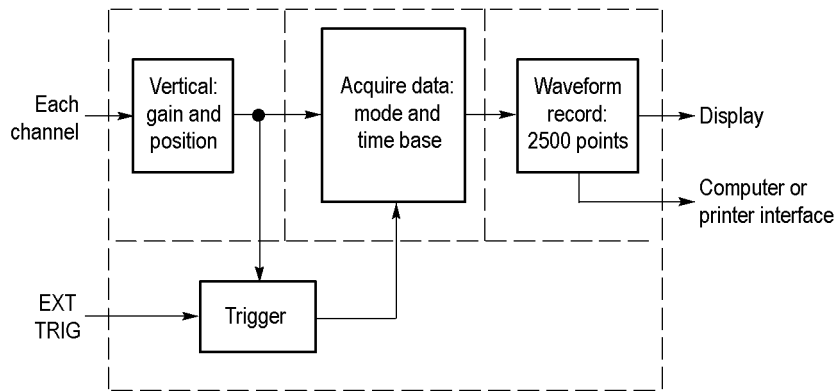 Each
channel
Vertical:
gain and
position
Acquire data:
mode and
time base
Waveform
record:
2500 points
Display
Computer or
printer interface
EXT
TRIG
Trigger